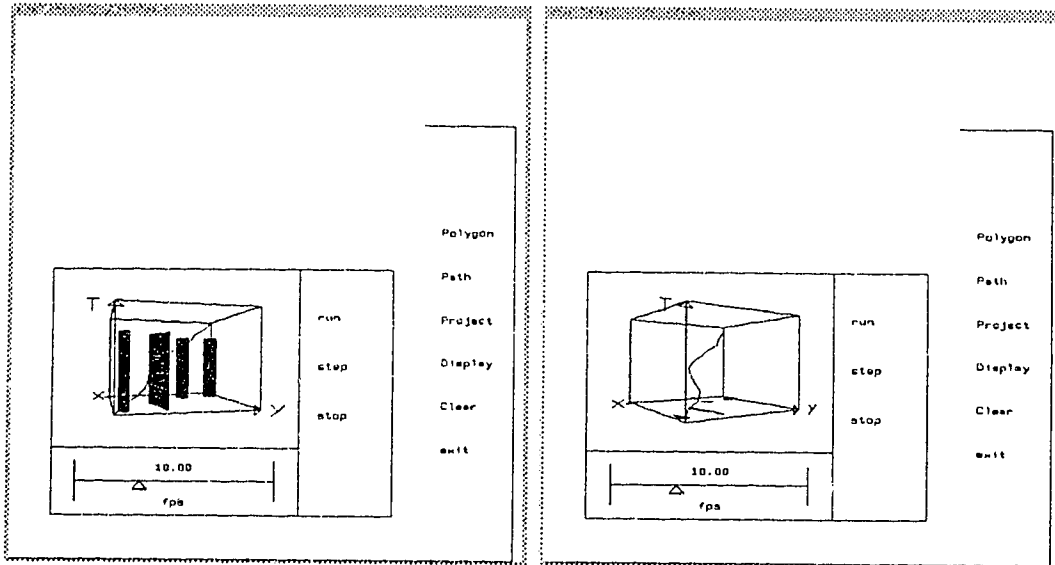 Polygon
Path
Project
Display
Clear
exit
T
X
Y
run
step
stop
10.00
fps
Polygon
Path
Project
Display
Clear
exit
T
X
Y
run
step
stop
10.00
fps